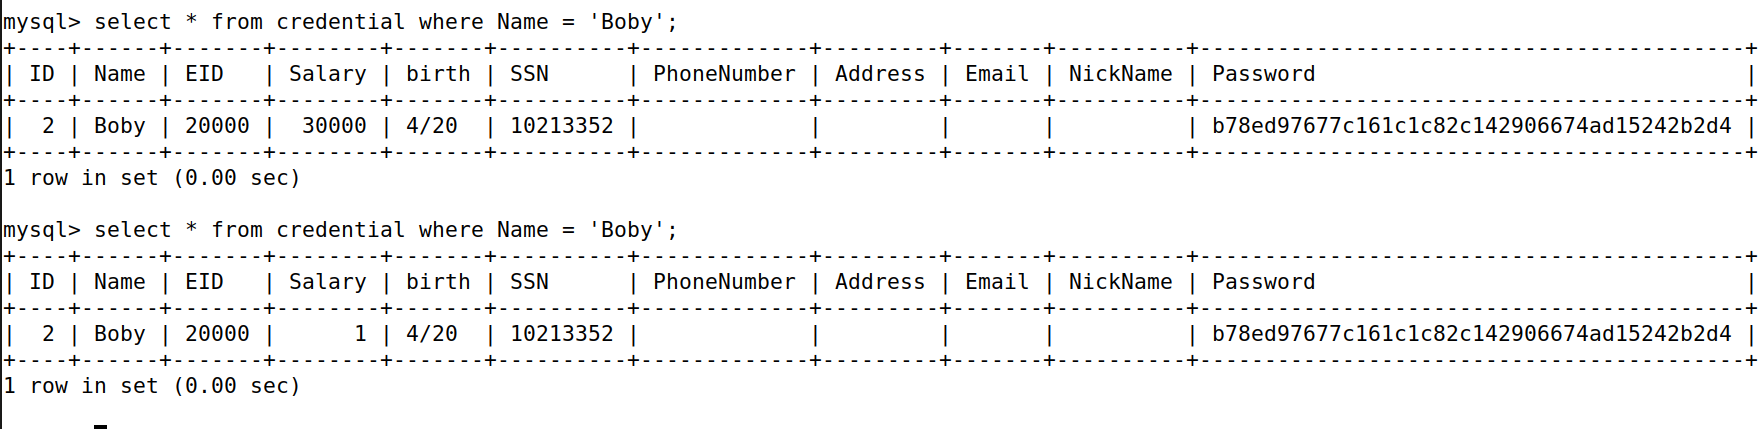 mysql> select * from credential where Name = 'Boby';
+----+------+-------+--------+-------+----------+-------------+---------+-------+----------+------------------------------------------+
| ID | Name | EID   | Salary | birth | SSN      | PhoneNumber | Address | Email | NickName | Password                                 |
+----+------+-------+--------+-------+----------+-------------+---------+-------+----------+------------------------------------------+
|  2 | Boby | 20000 |  30000 | 4/20  | 10213352 |             |         |       |          | b78ed97677c161c1c82c142906674ad15242b2d4 |
+----+------+-------+--------+-------+----------+-------------+---------+-------+----------+------------------------------------------+
1 row in set (0.00 sec)

mysql> select * from credential where Name = 'Boby';
+----+------+-------+--------+-------+----------+-------------+---------+-------+----------+------------------------------------------+
| ID | Name | EID   | Salary | birth | SSN      | PhoneNumber | Address | Email | NickName | Password                                 |
+----+------+-------+--------+-------+----------+-------------+---------+-------+----------+------------------------------------------+
|  2 | Boby | 20000 |      1 | 4/20  | 10213352 |             |         |       |          | b78ed97677c161c1c82c142906674ad15242b2d4 |
+----+------+-------+--------+-------+----------+-------------+---------+-------+----------+------------------------------------------+
1 row in set (0.00 sec)